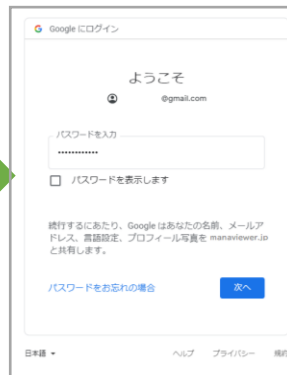 Google にログイン
ようこそ
@gmail.com
パスワードを入力
••••••••••••
パスワードを表示します
続行するにあたり、Google はあなたの名前、メールア
ドレス、言語設定、プロフィール写真を manaviewer.io
と共有します。
パスワードをお忘れの場合
次へ
日本語
ヘルプ プライバシー 規約